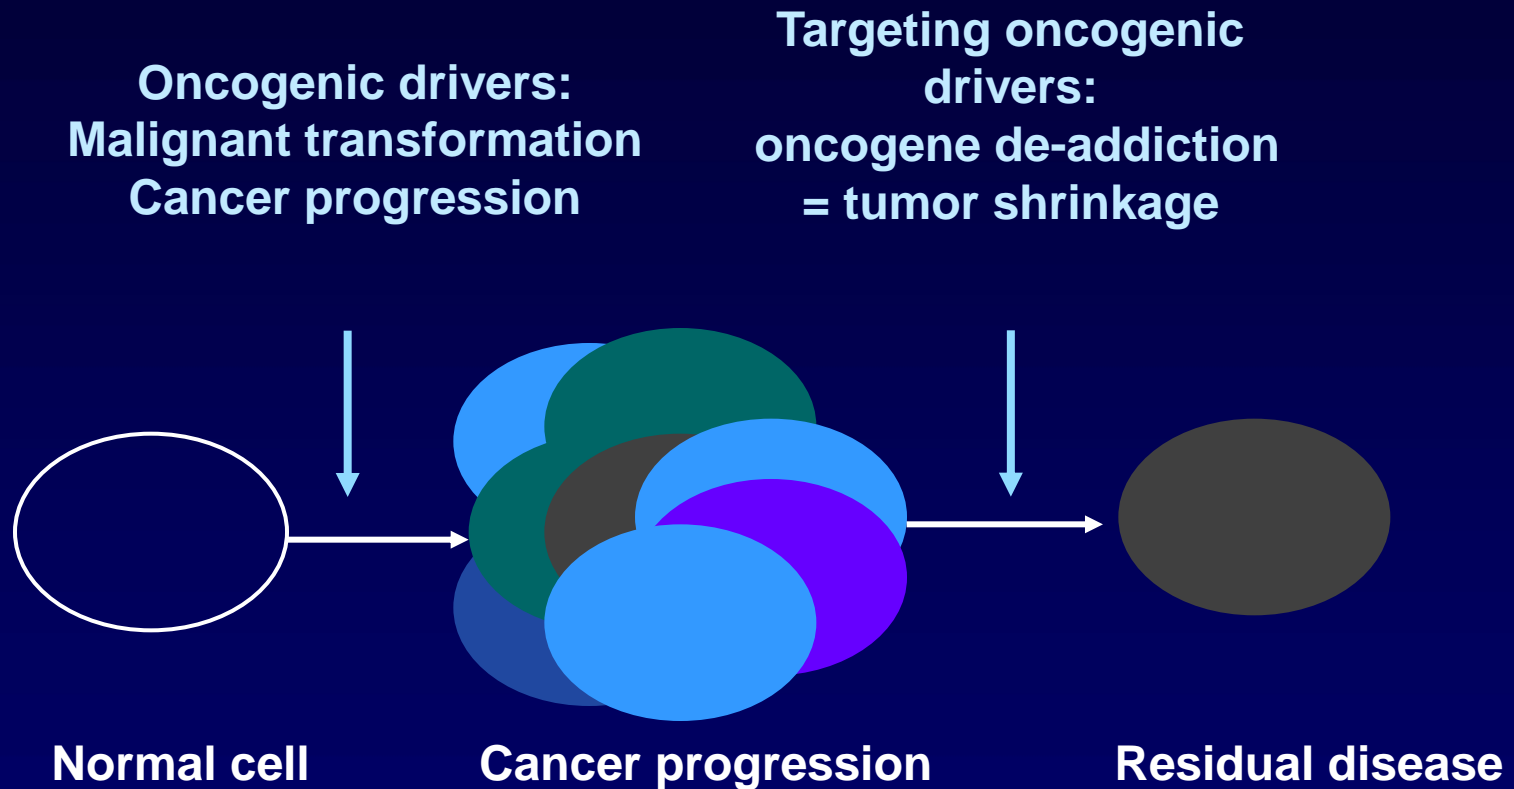 Oncogenic drivers:
Malignant transformation
Cancer progression
Targeting oncogenic
drivers:
oncogene de-addiction
= tumor shrinkage
Normal cell
Cancer progression
Residual disease